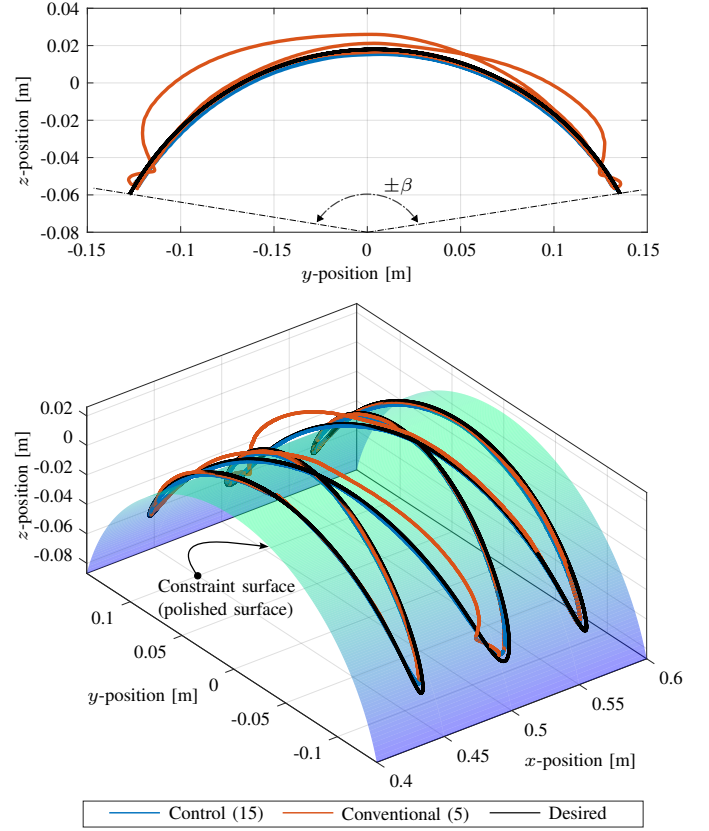 0.04
0.02
0
-0.02
-0.04
-0.06
-0.08
z-position [m]
±β
-0.15
-0.1
-0.15
0
0.05
0.1
0.15
y-position [m]
0.02
0
-0.02
-0.04
-0.06
-0.08
z-position [m]
Constraint surface
(polished surface)
0.1
0.05
0
-0.05
-0.1
y-position [m]
0.6
0.55
0.5
0.45
0.4
x-position [m]
Control (15)
Conventional (5)
Desired